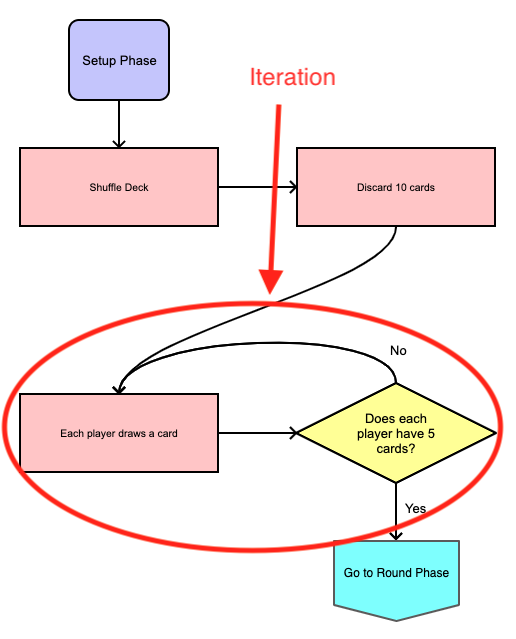 Setup Phase
Iteration
Shuffle Deck
Discard 10 cards
No
Each player draws a card
Does each
player have 5
cards?
Yes
Go to Round Phase